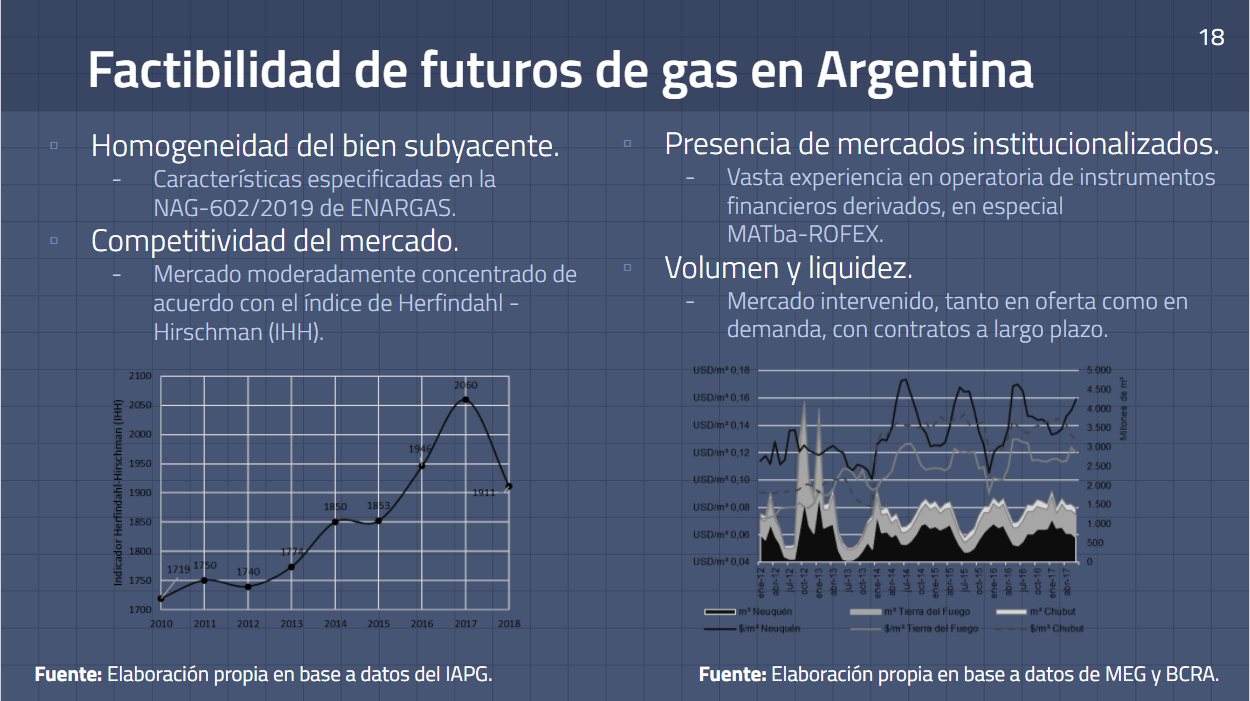 18
Factibilidad de futuros de gas en Argentina
▫ Homogeneidad del bien subyacente.
- Características especificadas en la
NAG-602/2019 de ENARGAS.
▫ Competitividad del mercado.
- Mercado moderadamente concentrado de
acuerdo con el índice de Herfindahl -
Hirschman (IHH).
▫ Presencia de mercados institucionalizados.
- Vasta experiencia en operatoria de instrumentos
financieros derivados, en especial
MATba-ROFEX.
▫ Volumen y liquidez.
- Mercado intervenido, tanto en oferta como en
demanda, con contratos a largo plazo.
Indicador Herfindahl-Hirschman (IHH)
2100
2050
2000
1950
1900
1850
1800
1750
1700
1719
1750
1740
1774
1850
1853
1946
2060
1911
2010 2011 2012 2013 2014 2015 2016 2017 2018
USD/m³ 0,18
USD/m³ 0,16
USD/m³ 0,14
USD/m³ 0,12
USD/m³ 0,10
USD/m³ 0,08
USD/m³ 0,06
USD/m³ 0,04
5.000
4.500
4.000
3.500
3.000
2.500
2.000
1.500
1.000
500
0
Millones de m³
ene-12 abr-12 jul-12 oct-12 ene-13 abr-13 jul-13 oct-13 ene-14 abr-14 jul-14 oct-14 ene-15 abr-15 jul-15 oct-15 ene-16 abr-16 jul-16 oct-16 ene-17 abr-17
m³ Neuquén m³ Tierra del Fuego m³ Chubut
$/m³ Neuquén $/m³ Tierra del Fuego $/m³ Chubut
Fuente: Elaboración propia en base a datos del IAPG.
Fuente: Elaboración propia en base a datos de MEG y BCRA.